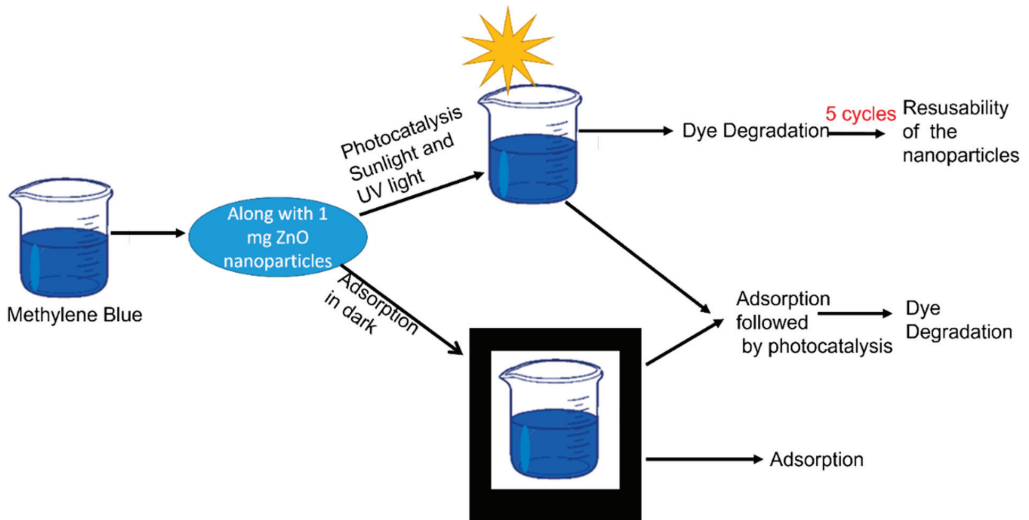 Methylene Blue
Along with 1
mg ZnO
nanoparticles
Photocatalysis
Sunlight and
UV light
Adsorption
in dark
Dye Degradation
5 cycles
Resusability
of the
nanoparticles
Adsorption
followed
by photocatalysis
Dye
Degradation
Adsorption